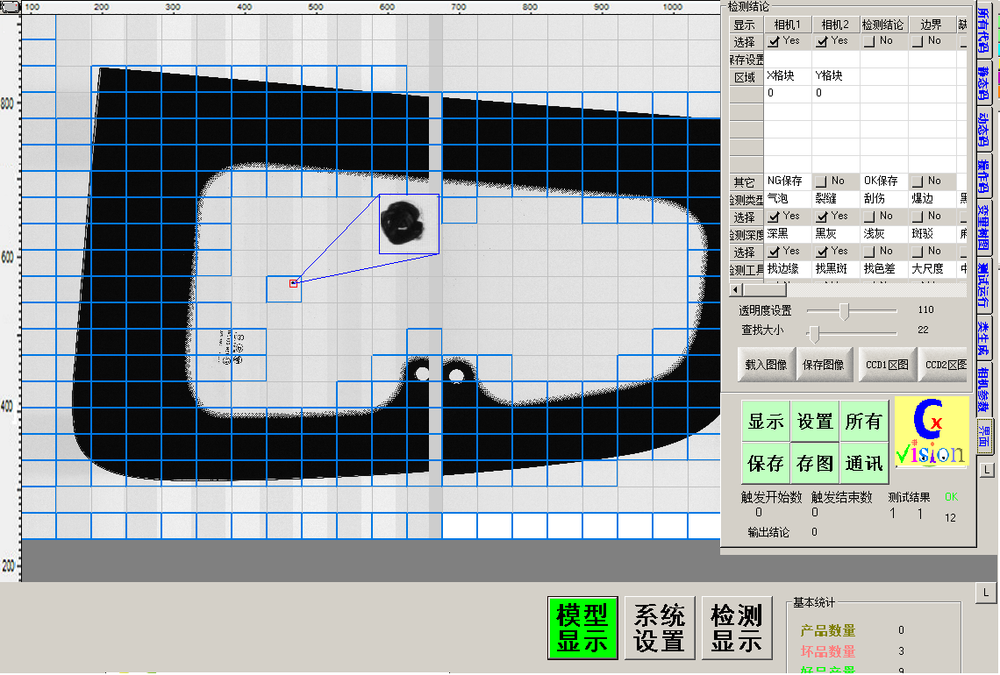 100 200 300 400 500 600 700 800 900 1000
800
600
400
200
检测结论
显示 相机1 相机2 检测结论 边界
选择 Yes Yes No No
保存设置
区域 X格块 Y格块
0 0
其它 NG保存 No OK保存 No
检测类型 气泡 裂缝 刮伤 爆边
选择 Yes Yes No No
检测深度 深黑 黑灰 浅灰 斑驳
选择 Yes Yes No No
检测工具 找边缘 找黑斑 找色差 大尺度
透明度设置 110
查找大小 22
载入图像 保存图像 CCD1区图 CCD2区图
显示 设置 所有
保存 存图 通讯
Cx
Vision
触发开始数 触发结束数 测试结果 OK
0 0 1 1 12
输出结论 0
所有代码
静态码
动态码
操作码
变量树图
测试运行
类生成
相机参数
界面
L
L
模型显示
系统设置
检测显示
基本统计
产品数量 0
坏品数量 3